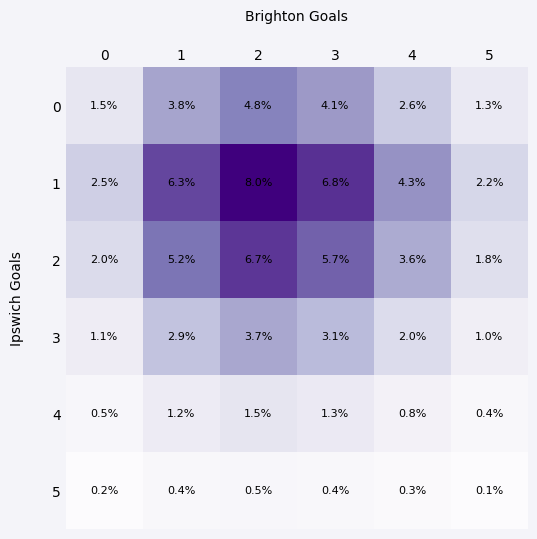 Brighton Goals
0 1 2 3 4 5
0 1.5% 3.8% 4.8% 4.1% 2.6% 1.3%
1 2.5% 6.3% 8.0% 6.8% 4.3% 2.2%
2 2.0% 5.2% 6.7% 5.7% 3.6% 1.8%
Ipswich Goals
3 1.1% 2.9% 3.7% 3.1% 2.0% 1.0%
4 0.5% 1.2% 1.5% 1.3% 0.8% 0.4%
5 0.2% 0.4% 0.5% 0.4% 0.3% 0.1%